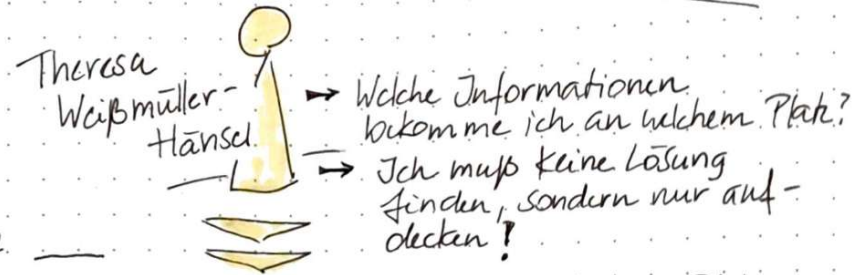 Theresa
Weißmüller-
Hänsel
→ Welche Informationen
bekomme ich an welchem Platz?
→ Ich muß keine Lösung
finden, sondern nur auf-
decken!